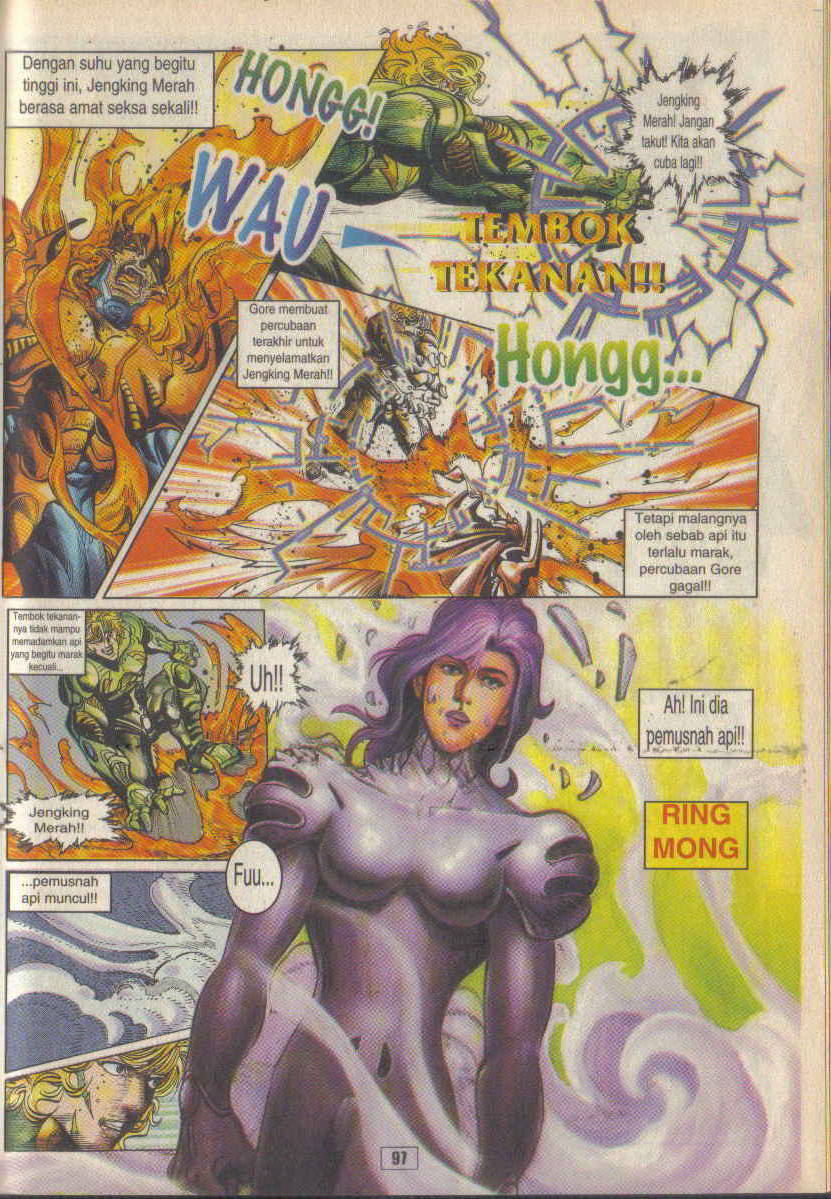 Dengan suhu yang begitu
tinggi ini, Jengking Merah
berasa amat seksa sekali!!
HONGG!
WAU
Jengking
Merah! Jangan
takut! Kita akan
cuba lagi!!
TEMBOK
TEKANAN!!
Gore membuat
percubaan
terakhir untuk
menyelamatkan
Jengking Merah!!
Hongg...
Tetapi malangnya
oleh sebab api itu
terlalu marak,
percubaan Gore
gagal!!
Tembok tekanan-
nya tidak mampu
memadamkan api
yang begitu marak
kecuali...
Uh!!
Jengking
Merah!!
Ah! Ini dia
pemusnah api!!
RING
MONG
Fuu...
...pemusnah
api muncul!!
97